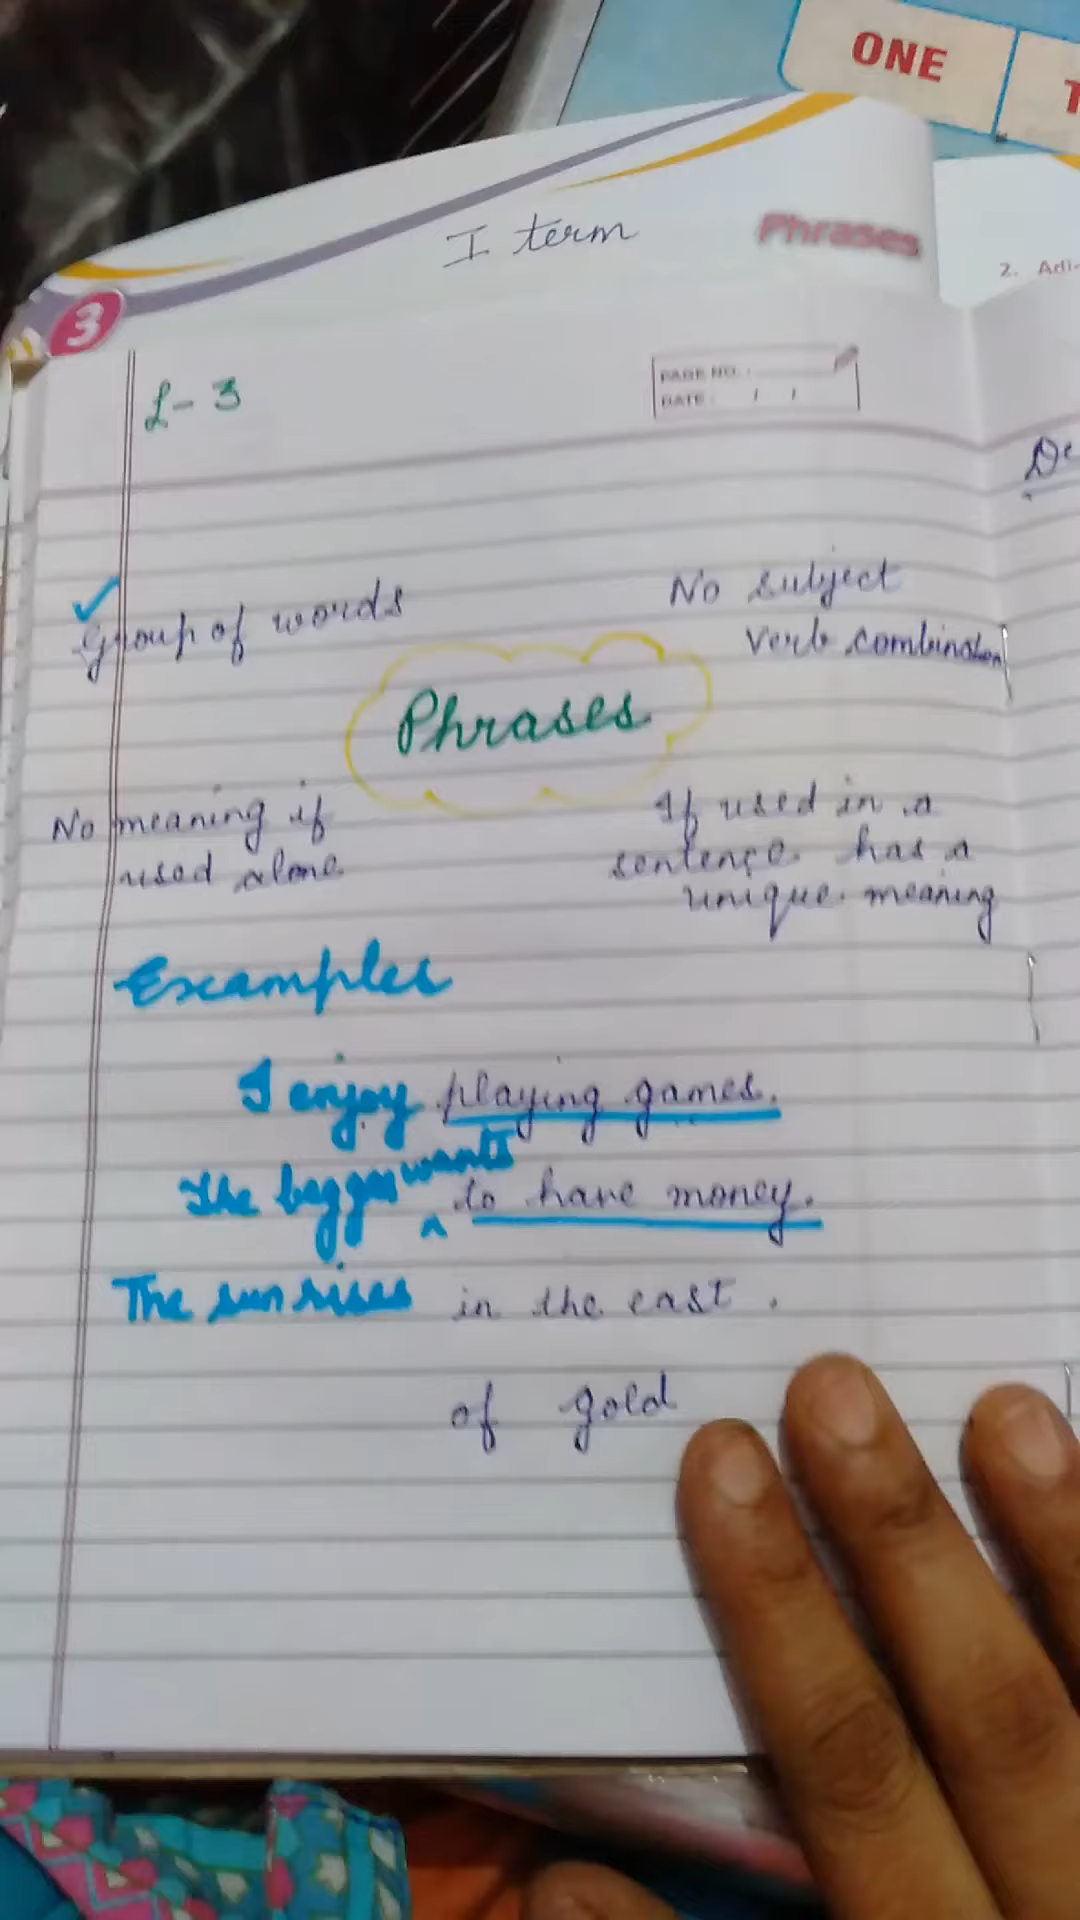 ONE
I term
Phrases
2. Adj-
3
L-3
PAGE NO. :
DATE : / /
De
Group of words
No subject
verb combination
Phrases
No meaning if
used alone
If used in a
sentence has a
unique meaning
Examples
I enjoy playing games.
The beggar wants to have money.
The sun rises in the east.
of gold